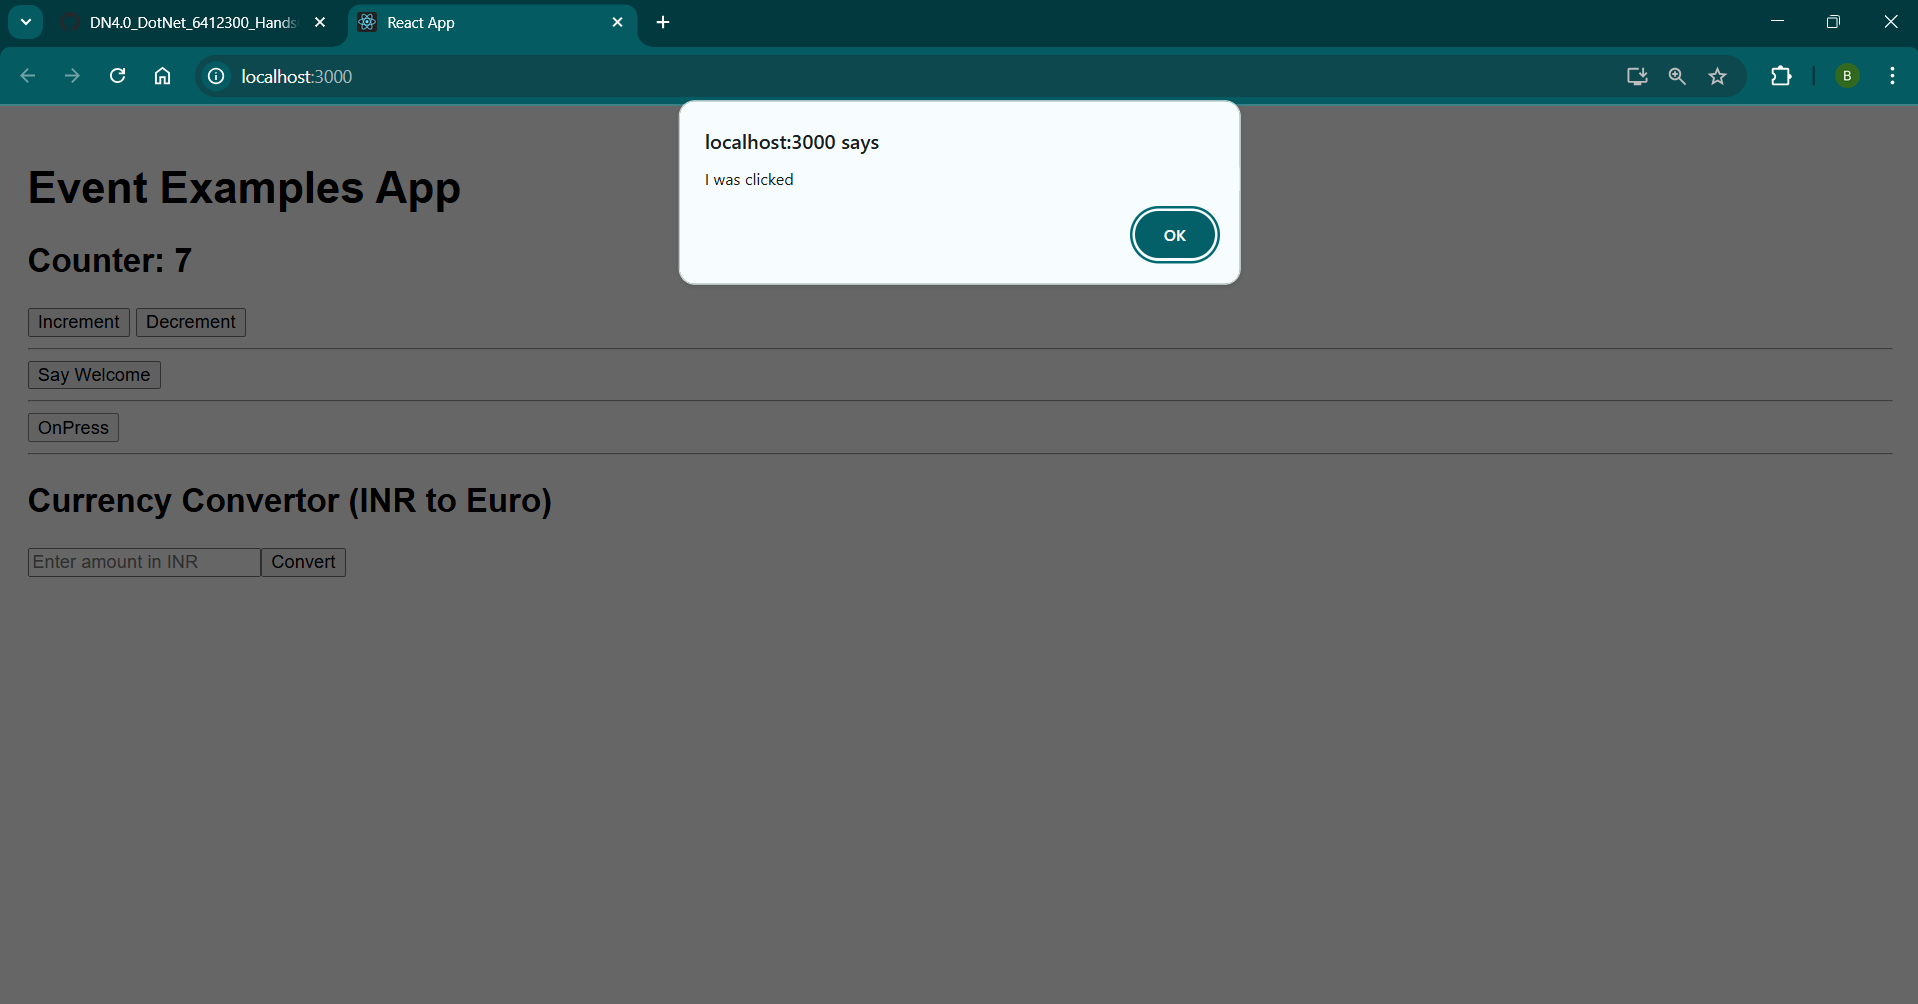 DN4.0_DotNet_6412300_Hands
React App
localhost:3000
B
localhost:3000 says
I was clicked
OK
Event Examples App
Counter: 7
Increment Decrement
Say Welcome
OnPress
Currency Convertor (INR to Euro)
Enter amount in INR Convert